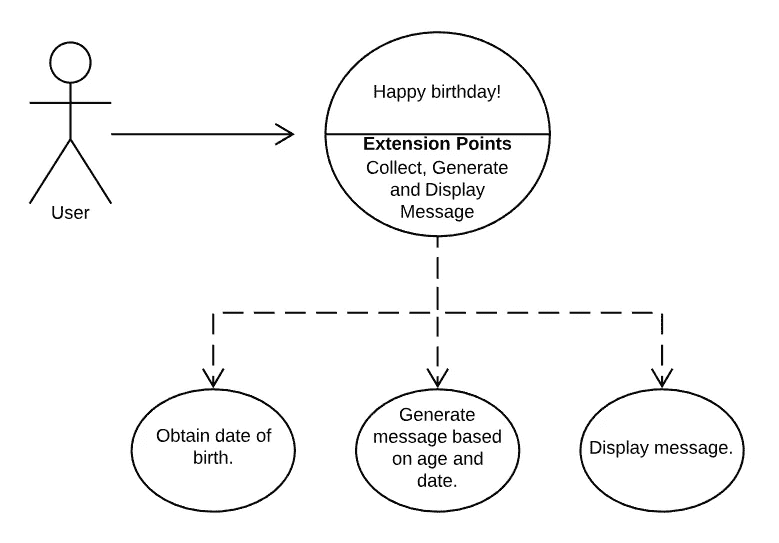 Happy birthday!
Extension Points
Collect, Generate
and Display
Message
User
Obtain date of
birth.
Generate
message based
on age and
date.
Display message.